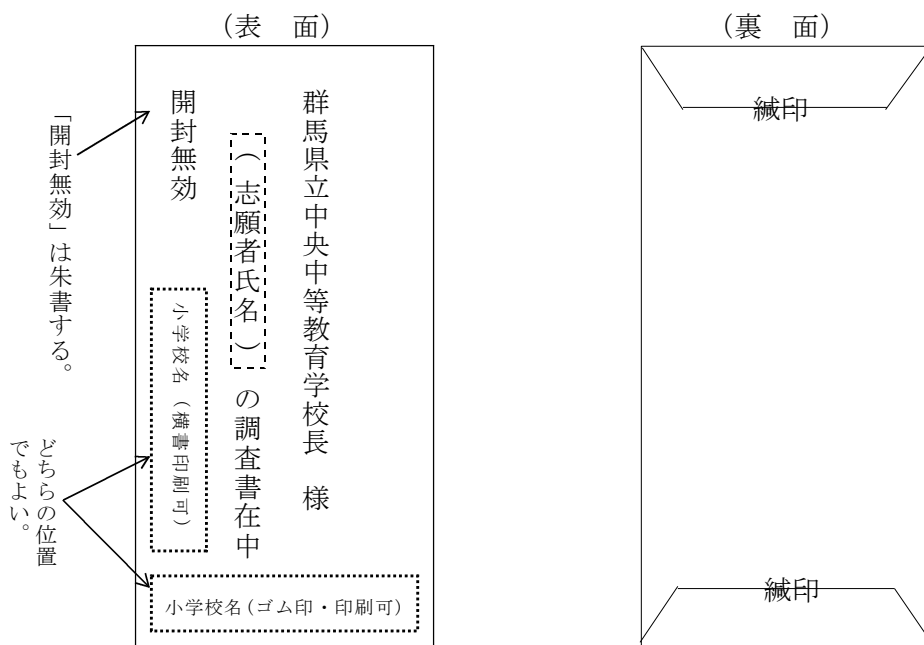 （表　面）
群馬県立中央中等教育学校長　様
（志願者氏名）の調査書在中
開封無効
小学校名（横書印刷可）
小学校名（ゴム印・印刷可）
「開封無効」は朱書する。
どちらの位置
でもよい。
（裏　面）
緘印
緘印